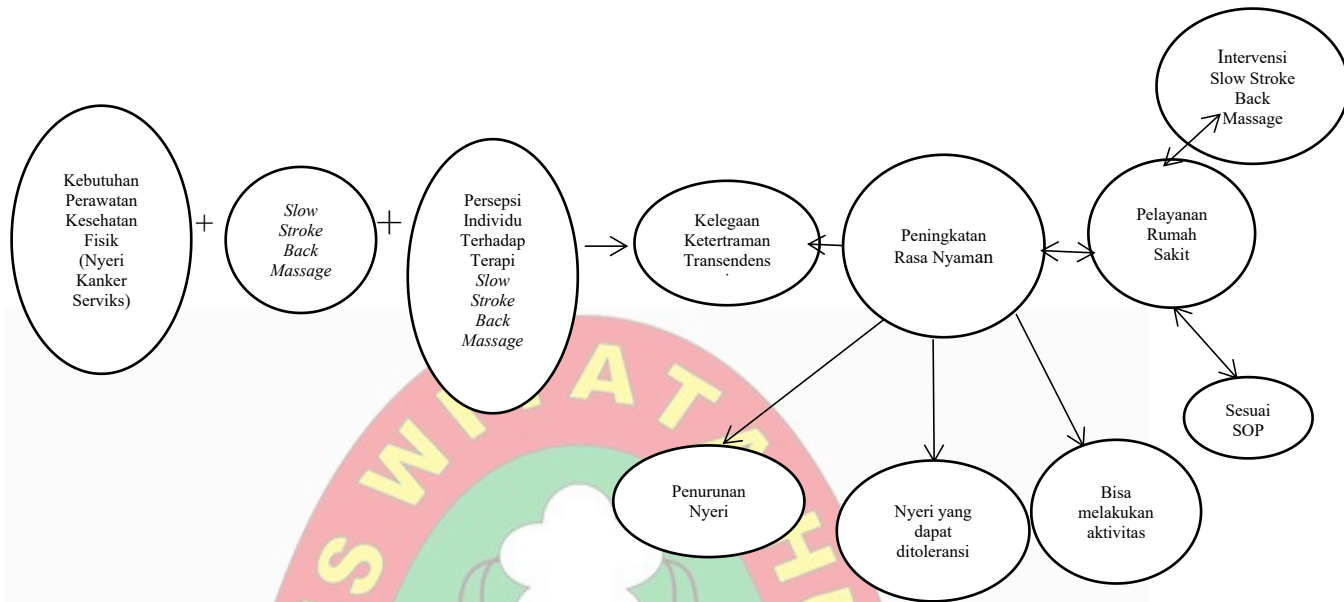 Kebutuhan
Perawatan
Kesehatan
Fisik
(Nyeri
Kanker
Serviks)
+
Slow
Stroke
Back
Massage
+
Persepsi
Individu
Terhadap
Terapi
Slow
Stroke
Back
Massage
Kelegaan
Ketertraman
Transendens
.
Peningkatan
Rasa Nyaman
Intervensi
Slow Stroke
Back
Massage
Pelayanan
Rumah
Sakit
Sesuai
SOP
Penurunan
Nyeri
Nyeri yang
dapat
ditoleransi
Bisa
melakukan
aktivitas